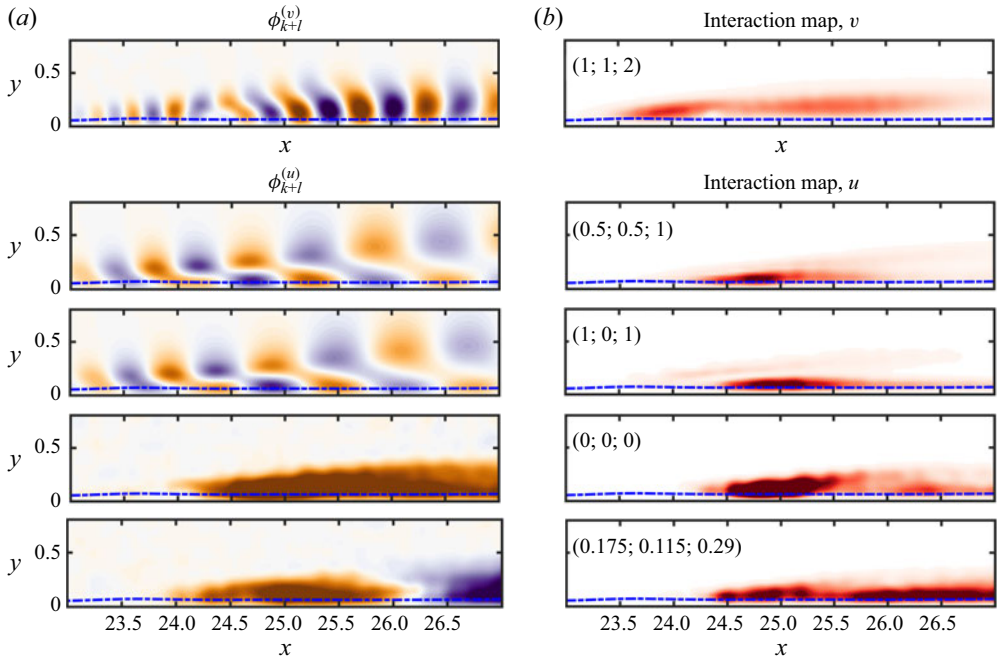 (a) ϕ_{k+l}^{(v)} (b) Interaction map, v
y 0.5 0
(1; 1; 2)
x x
ϕ_{k+l}^{(u)} Interaction map, u
y 0.5 0
(0.5; 0.5; 1)
y 0.5 0
(1; 0; 1)
y 0.5 0
(0; 0; 0)
y 0.5 0
(0.175; 0.115; 0.29)
23.5 24.0 24.5 25.0 25.5 26.0 26.5 23.5 24.0 24.5 25.0 25.5 26.0 26.5
x x